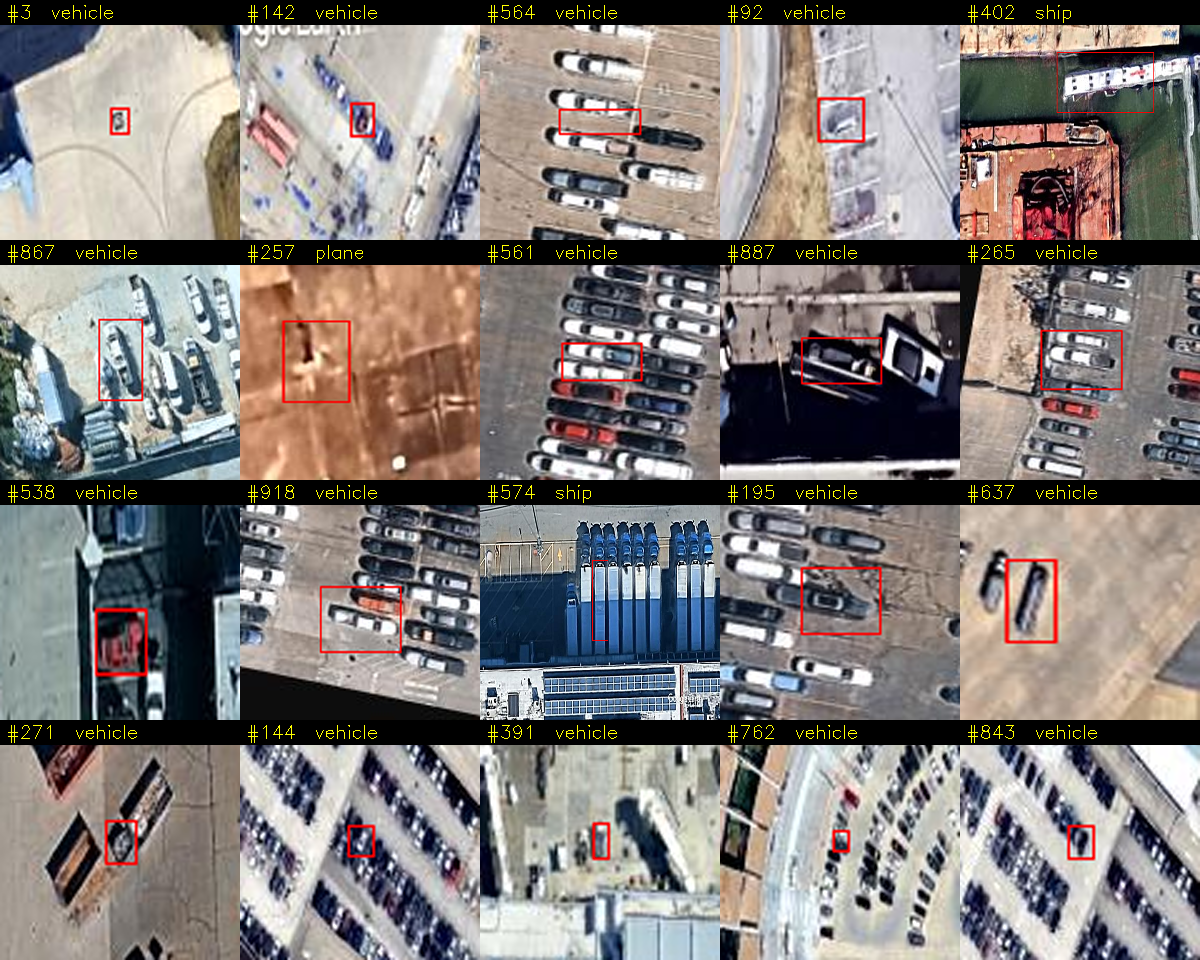 #3 vehicle
#142 vehicle
#564 vehicle
#92 vehicle
#402 ship
#867 vehicle
#257 plane
#561 vehicle
#887 vehicle
#265 vehicle
#538 vehicle
#918 vehicle
#574 ship
#195 vehicle
#637 vehicle
#271 vehicle
#144 vehicle
#391 vehicle
#762 vehicle
#843 vehicle